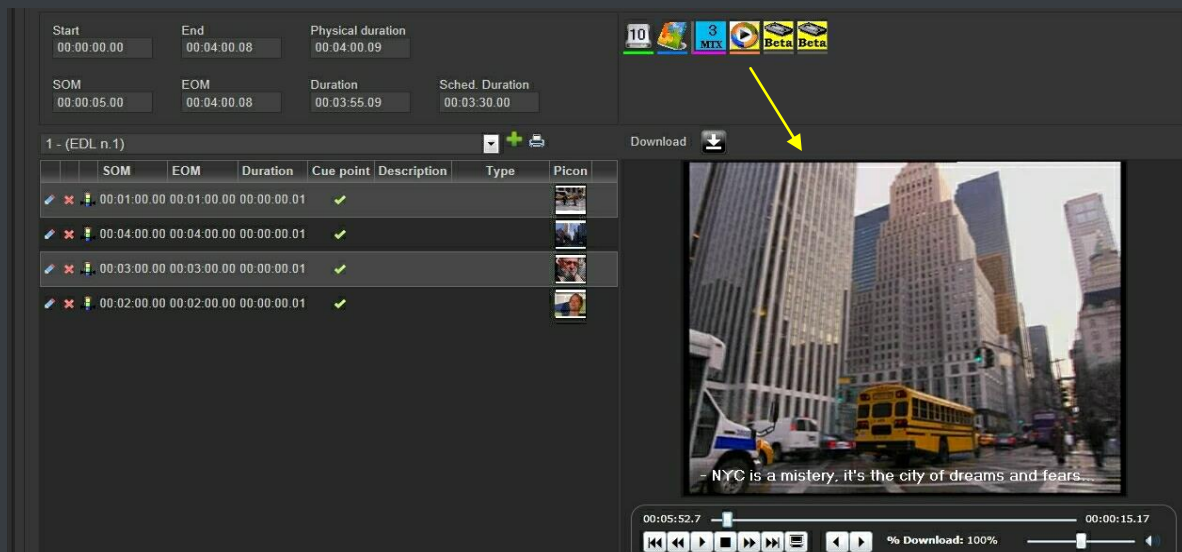 Start End Physical duration
00:00:00.00 00:04:00.08 00:04:00.09
SOM EOM Duration Sched. Duration
00:00:05.00 00:04:00.08 00:03:55.09 00:03:30.00
1 - (EDL n.1)
SOM EOM Duration Cue point Description Type Picon
00:01:00.00 00:01:00.00 00:00:00.01
00:04:00.00 00:04:00.00 00:00:00.01
00:03:00.00 00:03:00.00 00:00:00.01
00:02:00.00 00:02:00.00 00:00:00.01
10 3 MTX Beta Beta
Download
- NYC is a mistery, it's the city of dreams and fears...
00:05:52.7 00:00:15.17
% Download: 100%